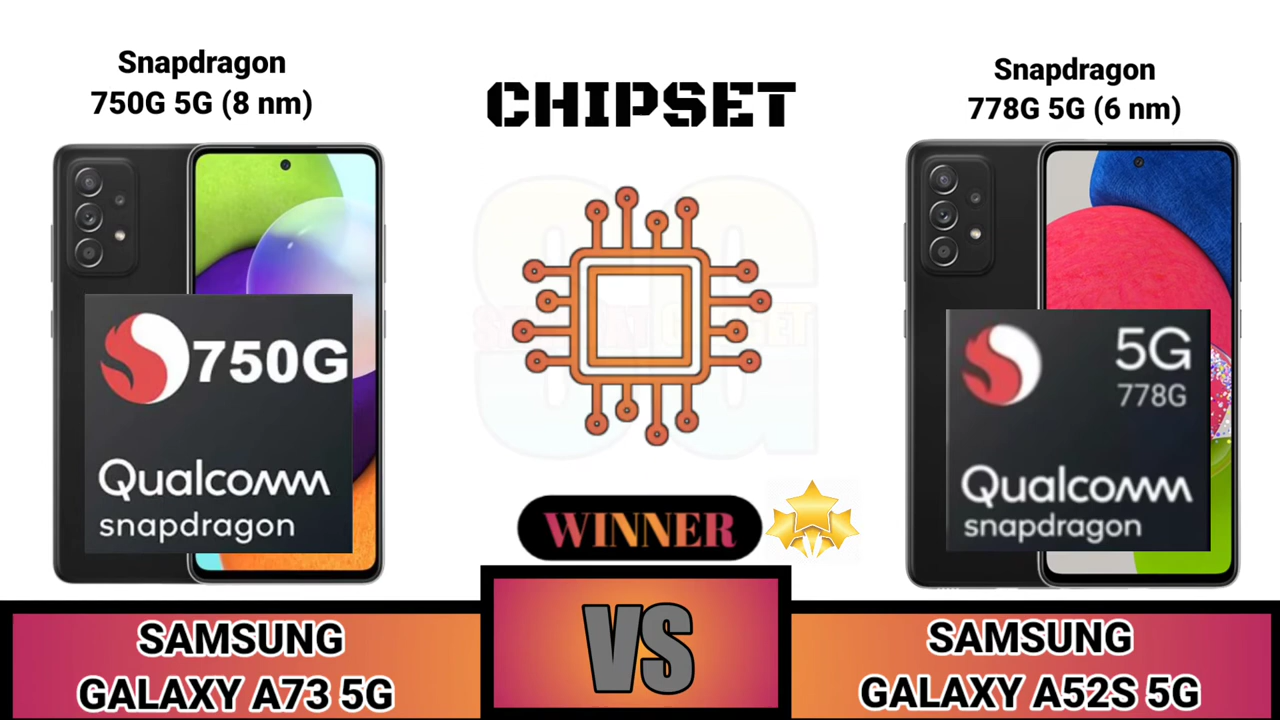 Snapdragon
750G 5G (8 nm)
CHIPSET
Snapdragon
778G 5G (6 nm)
750G
Qualcomm
snapdragon
5G
778G
Qualcomm
snapdragon
WINNER
VS
SAMSUNG
GALAXY A73 5G
SAMSUNG
GALAXY A52S 5G